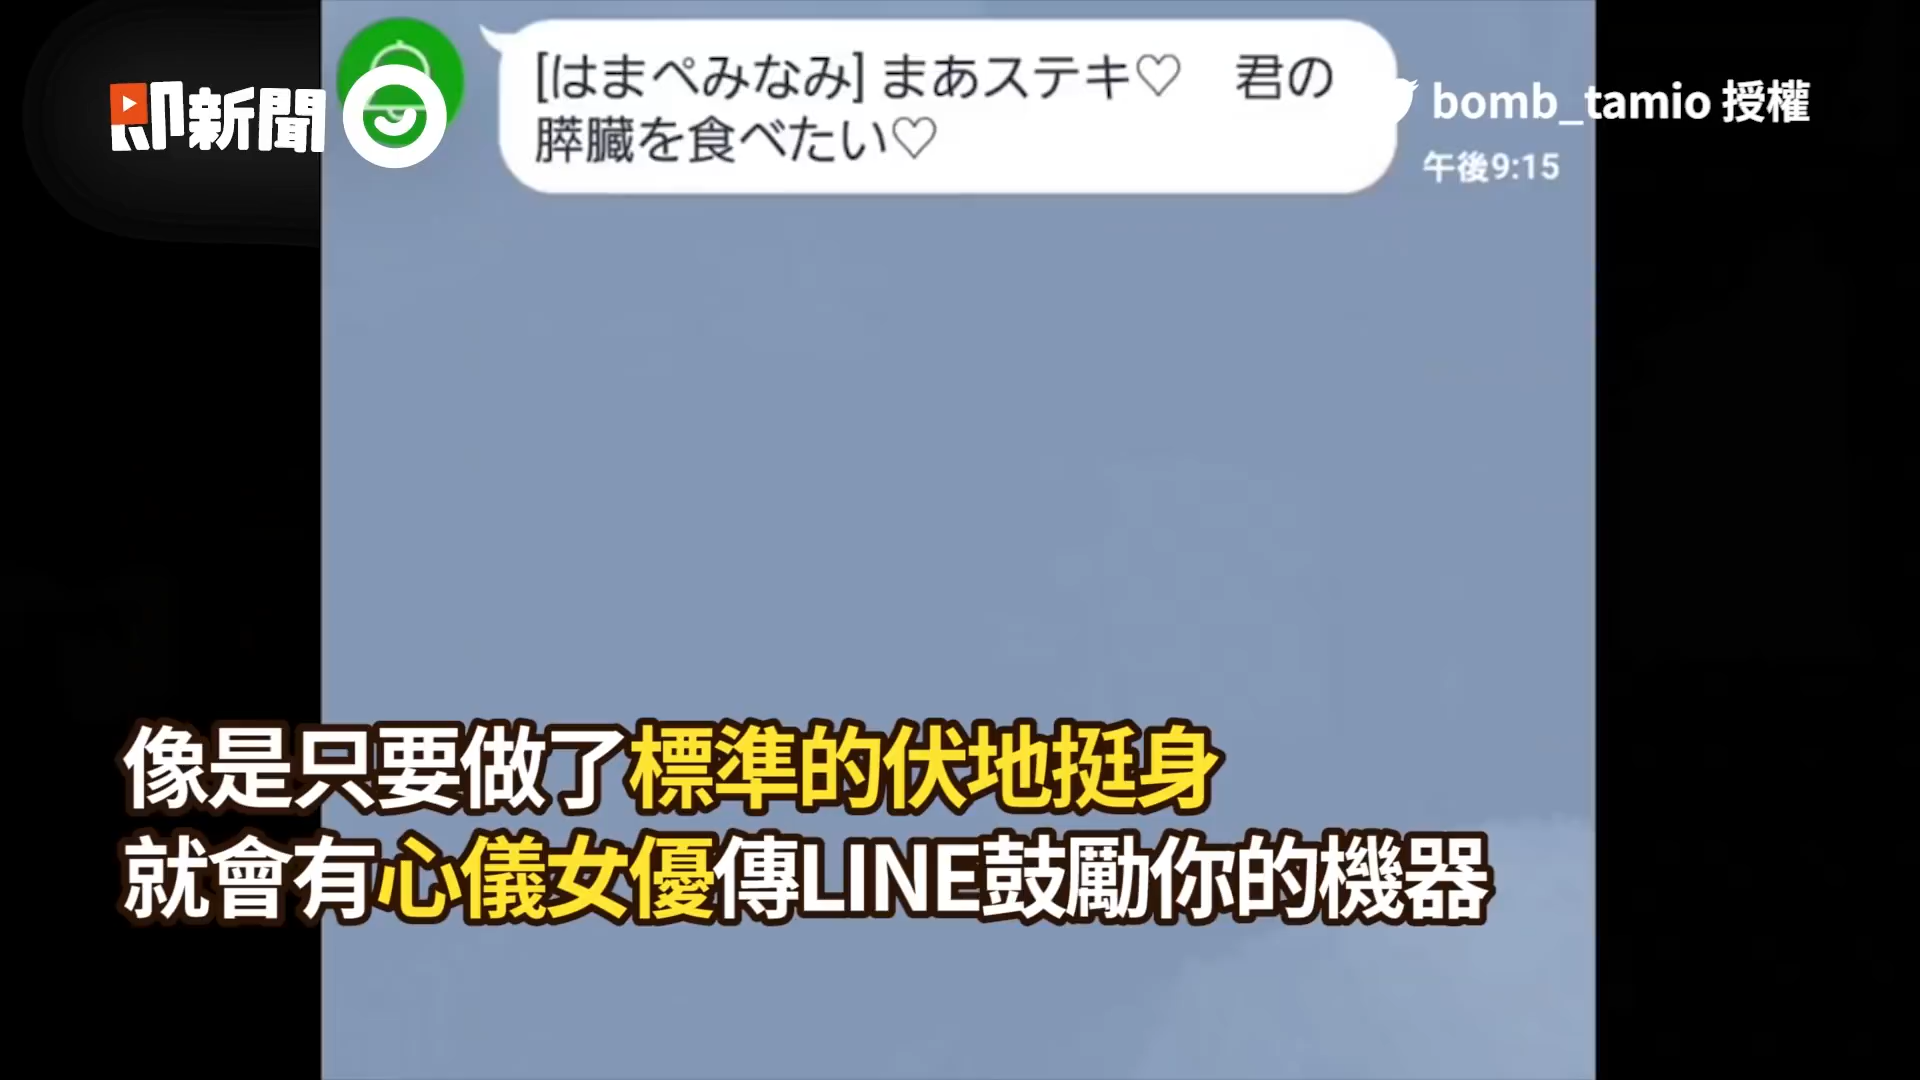 即新聞
[はまぺみなみ] まあステキ♡　君の
膵臓を食べたい♡
bomb_tamio 授權
午後9:15
像是只要做了標準的伏地挺身
就會有心儀女優傳LINE鼓勵你的機器